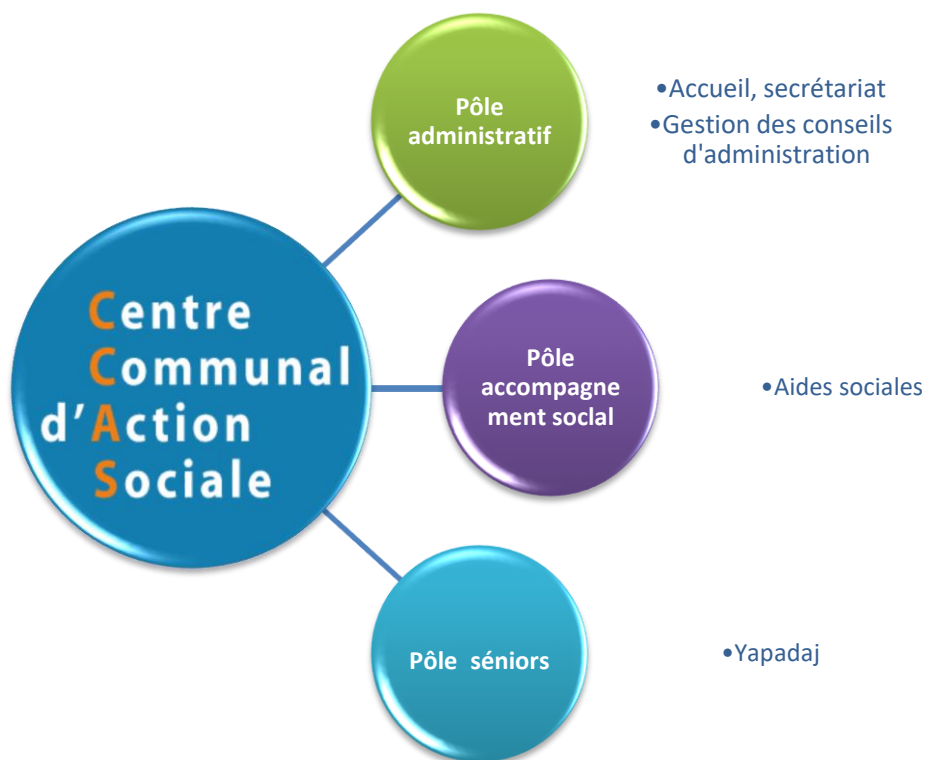 Pôle
administratif
•Accueil, secrétariat
•Gestion des conseils
d'administration
Centre
Communal
d'Action
Sociale
Pôle
accompagne
ment soclal
•Aides sociales
Pôle séniors
•Yapadaj